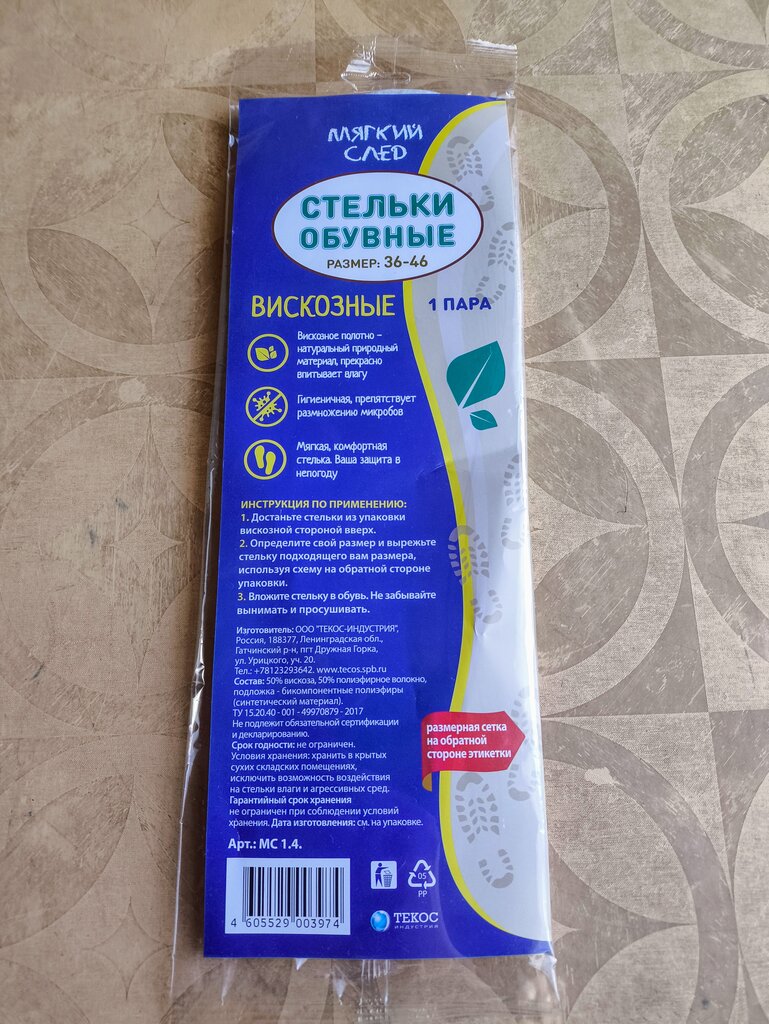 МЯГКИЙ
СЛЕД
СТЕЛЬКИ
ОБУВНЫЕ
РАЗМЕР: 36-46
ВИСКОЗНЫЕ
1 ПАРА
Вискозное полотно –
натуральный природный
материал, прекрасно
впитывает влагу
Гигиеничная, препятствует
размножению микробов
Мягкая, комфортная
стелька. Ваша защита в
непогоду
ИНСТРУКЦИЯ ПО ПРИМЕНЕНИЮ:
1. Достаньте стельки из упаковки
вискозной стороной вверх.
2. Определите свой размер и вырежьте
стельку подходящего вам размера,
используя схему на обратной стороне
упаковки.
3. Вложите стельку в обувь. Не забывайте
вынимать и просушивать.
Изготовитель: ООО "ТЕКОС-ИНДУСТРИЯ",
Россия, 188377, Ленинградская обл.,
Гатчинский р-н, пгт Дружная Горка,
ул. Урицкого, уч. 20.
Тел.: +78123293642. www.tecos.spb.ru
Состав: 50% вискоза, 50% полиэфирное волокно,
подложка - бикомпонентные полиэфиры
(синтетический материал).
ТУ 15.20.40 - 001 - 49970879 - 2017
Не подлежит обязательной сертификации
и декларированию.
Срок годности: не ограничен.
Условия хранения: хранить в крытых
сухих складских помещениях,
исключить возможность воздействия
на стельки влаги и агрессивных сред.
Гарантийный срок хранения
не ограничен при соблюдении условий
хранения. Дата изготовления: см. на упаковке.
размерная сетка
на обратной
стороне этикетки
Арт.: МС 1.4.
4 605529 003974
05
PP
ТЕКОС
ИНДУСТРИЯ